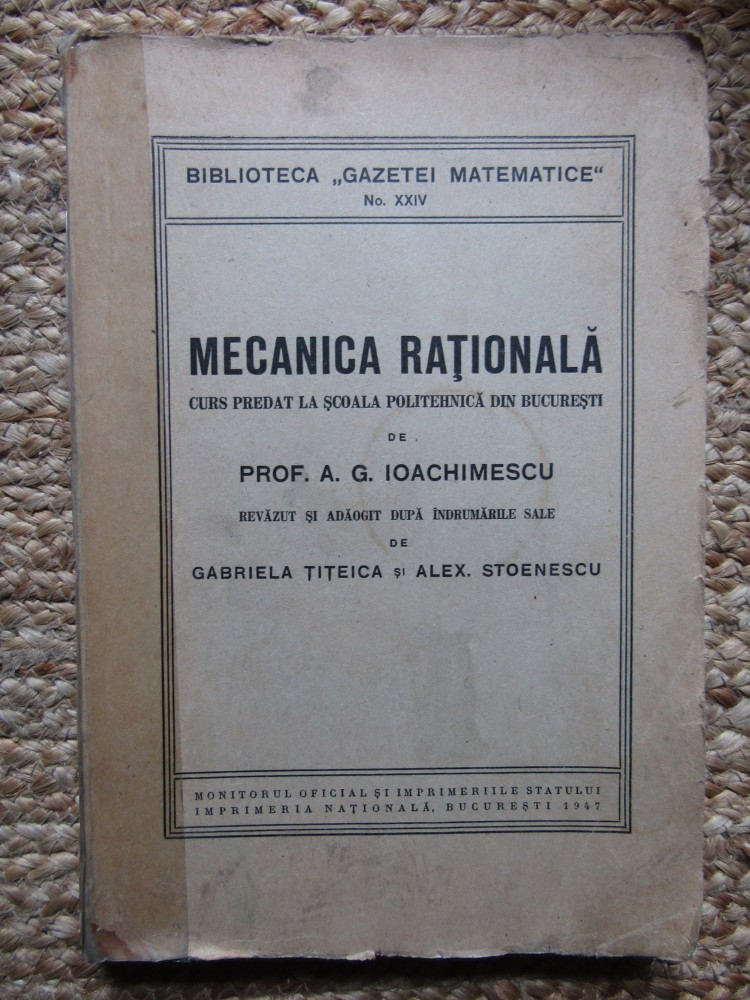 BIBLIOTECA „GAZETEI MATEMATICE“
No. XXIV
MECANICA RAŢIONALĂ
CURS PREDAT LA ŞCOALA POLITEHNICĂ DIN BUCUREŞTI
DE
PROF. A. G. IOACHIMESCU
REVĂZUT ŞI ADĂOGIT DUPĂ ÎNDRUMĂRILE SALE
DE
GABRIELA ŢIŢEICA ŞI ALEX. STOENESCU
MONITORUL OFICIAL ŞI IMPRIMERIILE STATULUI
IMPRIMERIA NAŢIONALĂ, BUCUREŞTI 1947